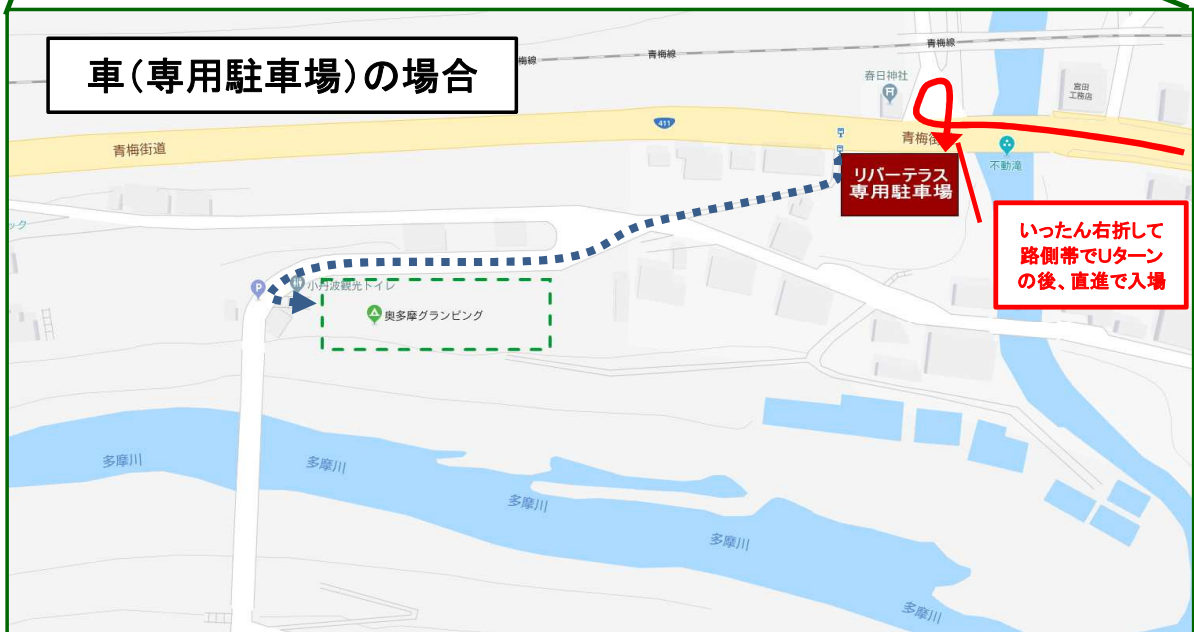 車(専用駐車場)の場合
梅線
青梅線
青梅線
春日神社
宮田
工務店
411
青梅街道
青梅街
不動滝
リバーテラス
専用駐車場
いったん右折して
路側帯でUターン
の後、直進で入場
ック
P
小丹波観光トイレ
奥多摩グランピング
多摩川
多摩川
多摩川
多摩川
多摩川